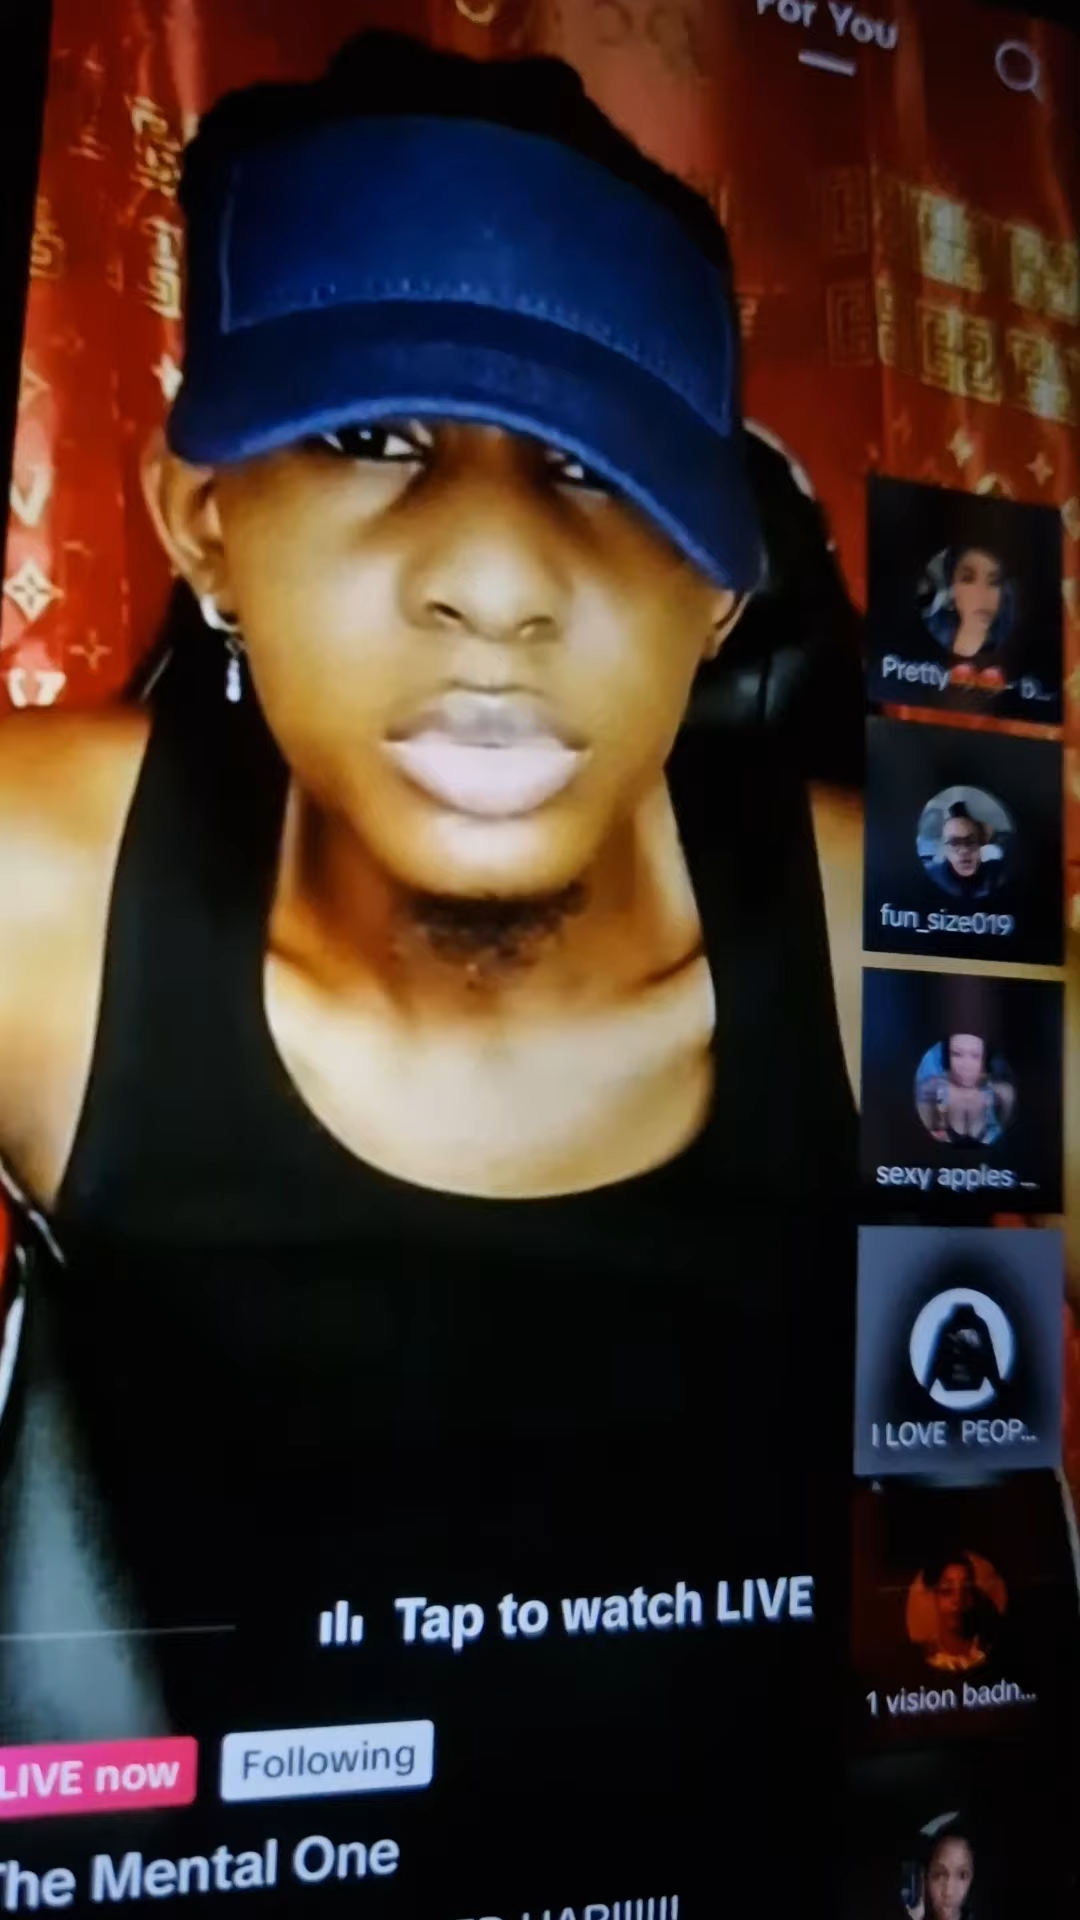 For You
Pretty❤️❤️- b...
fun_size019
sexy apples _
I LOVE PEOP...
1 vision badn...
Tap to watch LIVE
LIVE now
Following
The Mental One